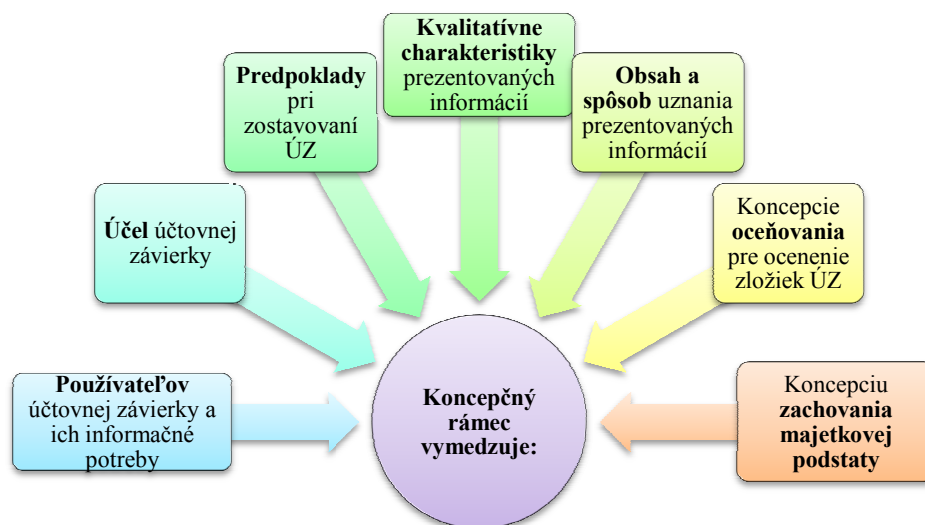 Používateľov
účtovnej závierky a
ich informačné
potreby
Účel účtovnej
závierky
Predpoklady
pri
zostavovaní
ÚZ
Kvalitatívne
charakteristiky
prezentovaných
informácií
Obsah a
spôsob uznania
prezentovaných
informácií
Koncepcie
oceňovania
pre ocenenie
zložiek ÚZ
Koncepciu
zachovania
majetkovej
podstaty
Koncepčný
rámec
vymedzuje: